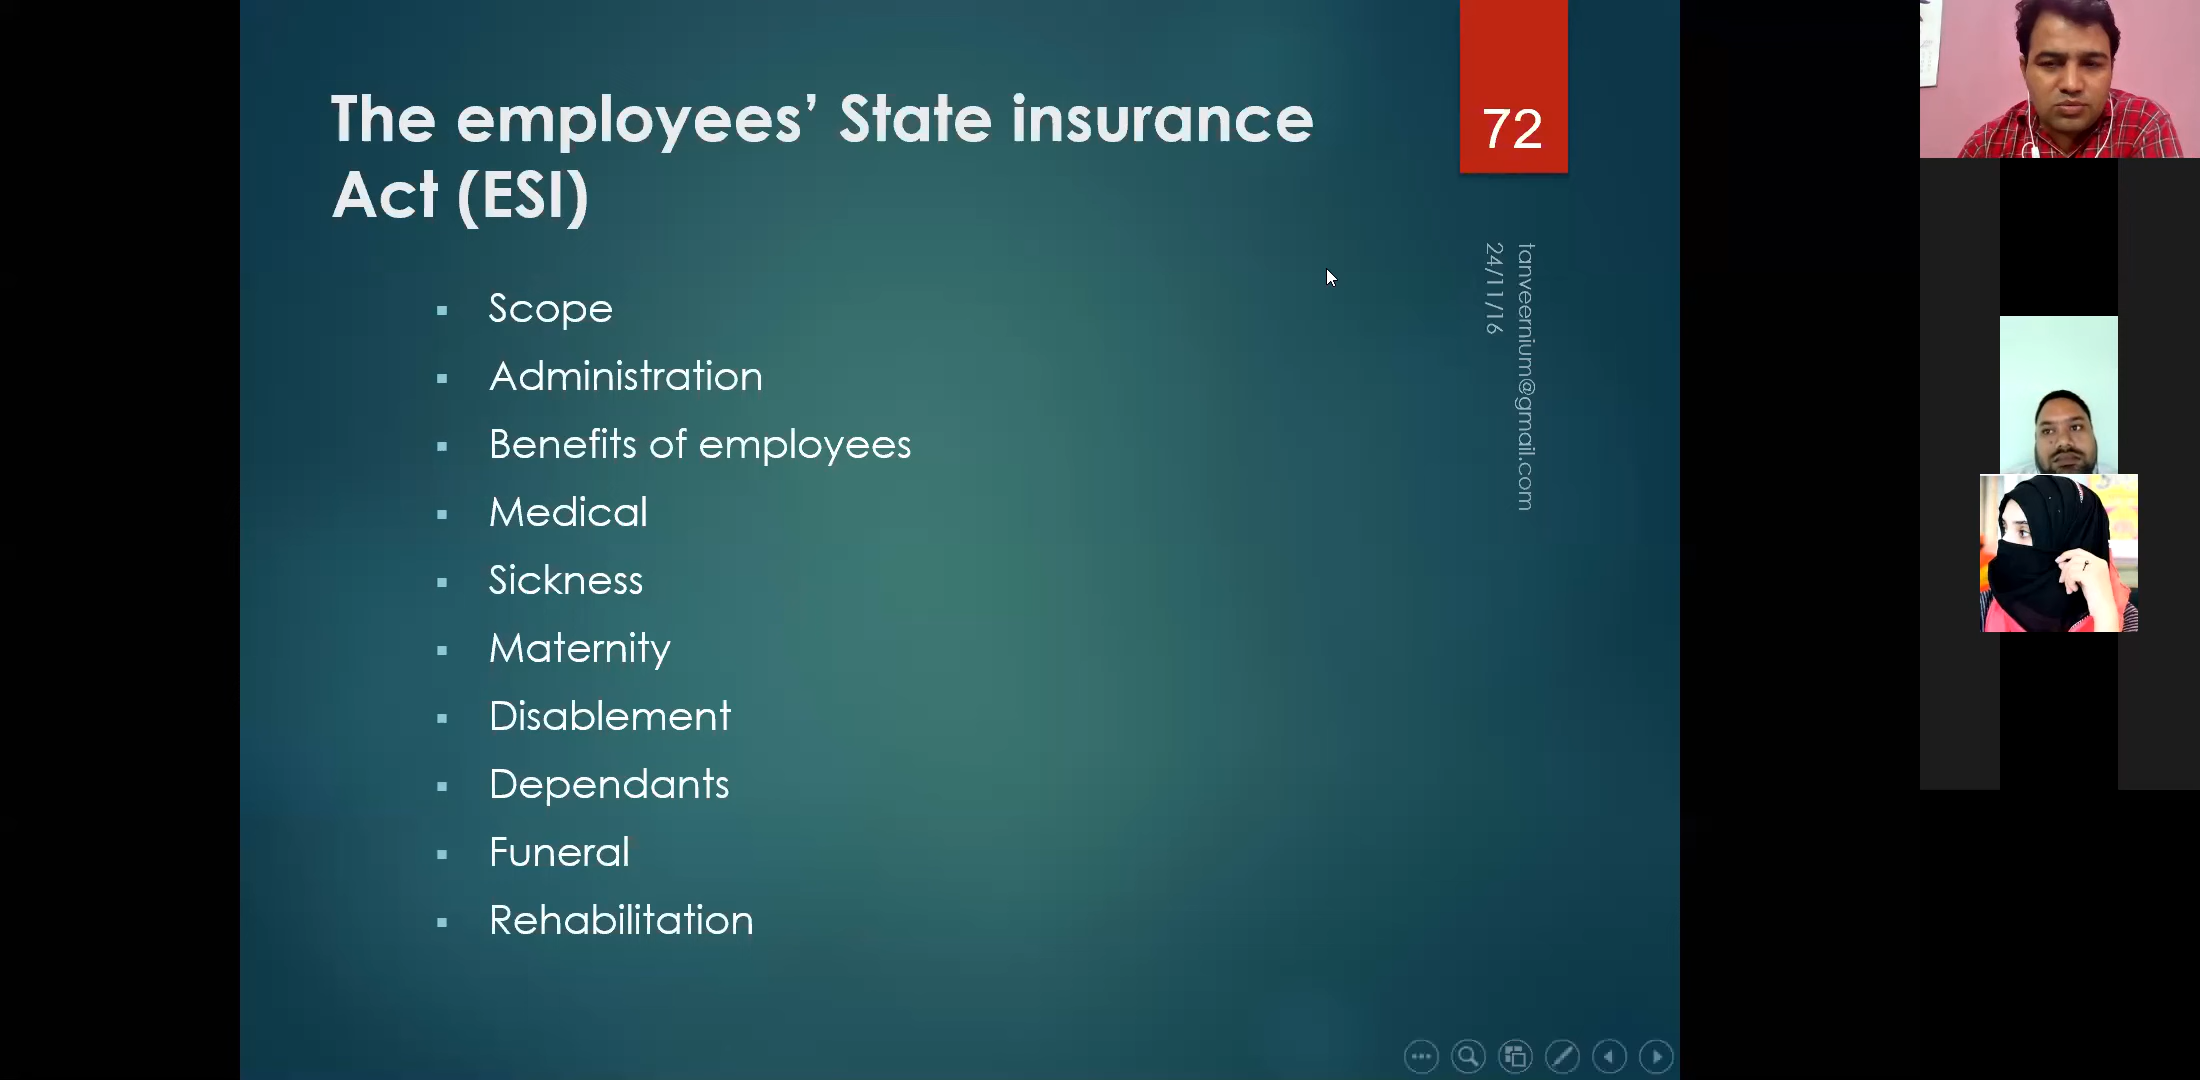 The employees’ State insurance
Act (ESI)
72
tanveernium@gmail.com
24/11/16
Scope
Administration
Benefits of employees
Medical
Sickness
Maternity
Disablement
Dependants
Funeral
Rehabilitation